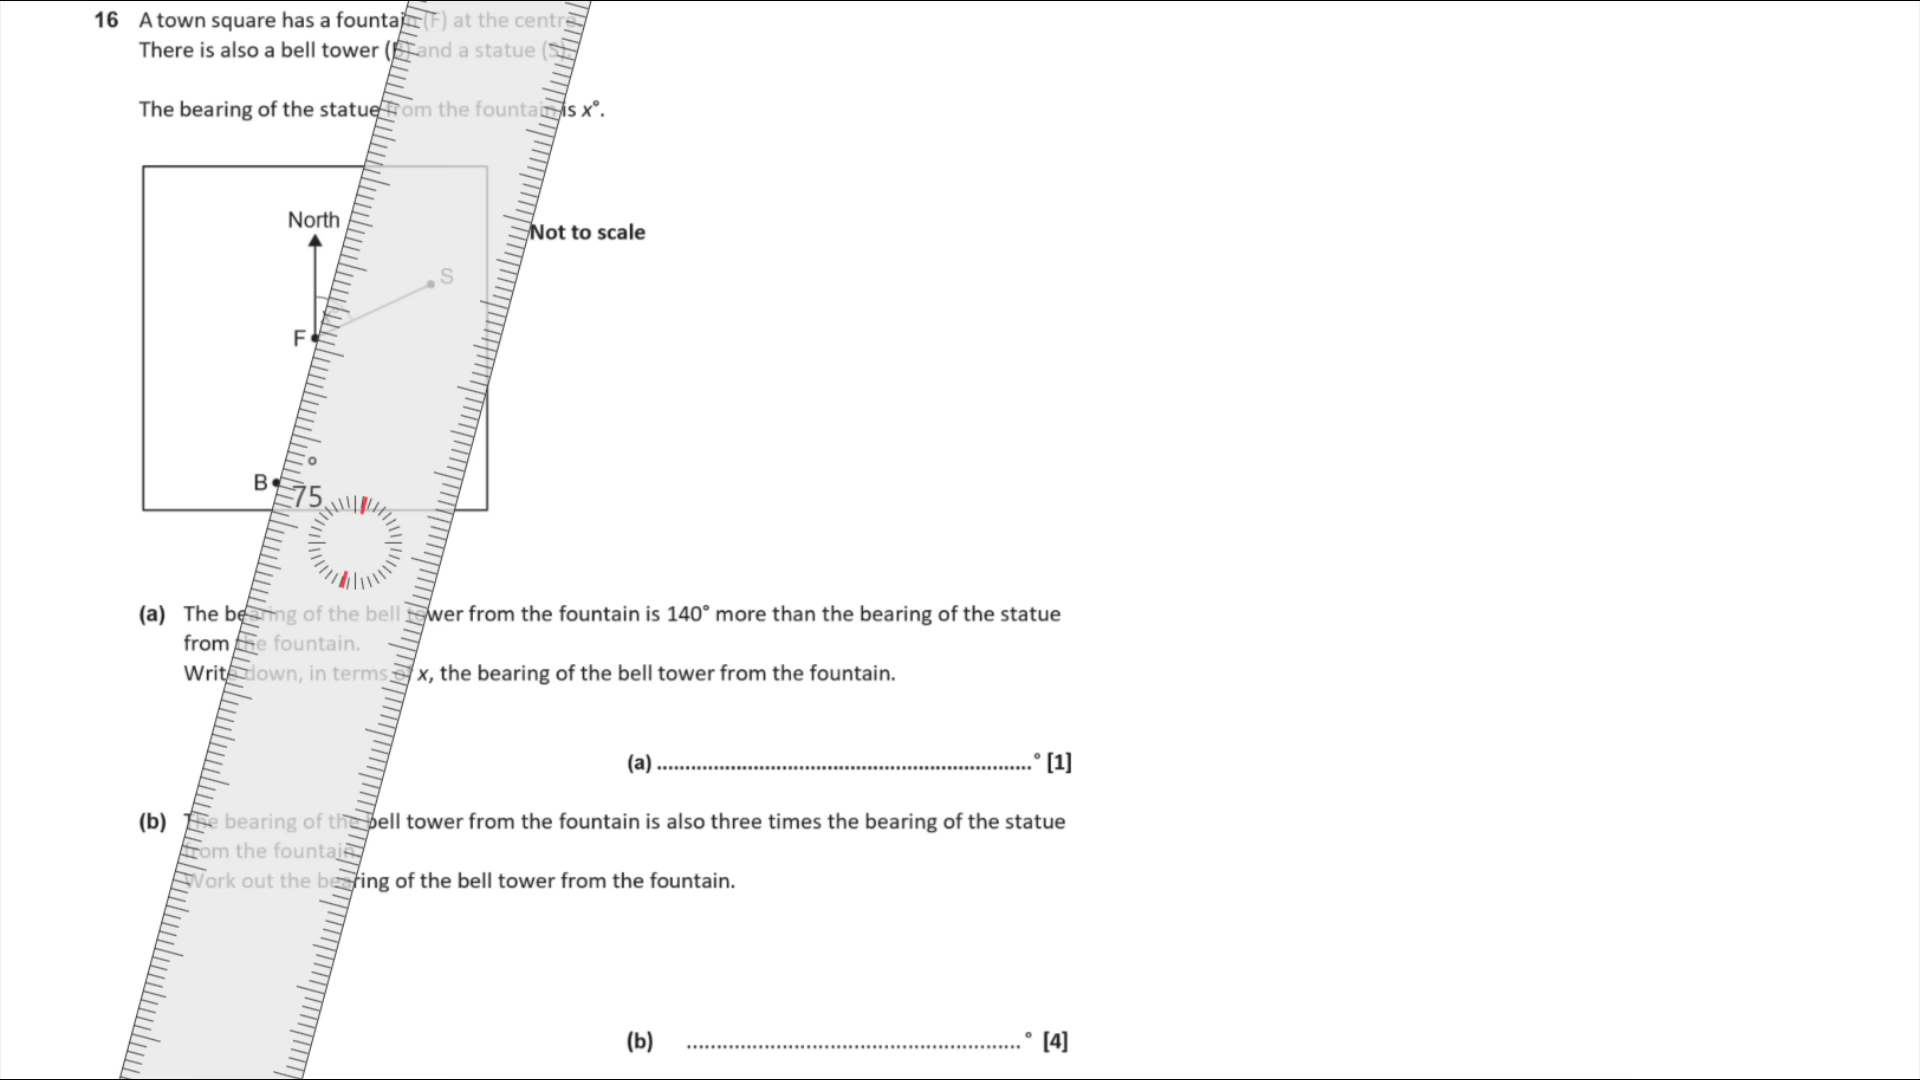 16 A town square has a fountain (F) at the centre.
There is also a bell tower (B) and a statue (S).
The bearing of the statue from the fountain is x°.
North
Not to scale
S
F
B
75°
(a) The bearing of the bell tower from the fountain is 140° more than the bearing of the statue
from the fountain.
Write down, in terms of x, the bearing of the bell tower from the fountain.
(a) ..................................................................° [1]
(b) The bearing of the bell tower from the fountain is also three times the bearing of the statue
from the fountain.
Work out the bearing of the bell tower from the fountain.
(b) ..........................................................° [4]